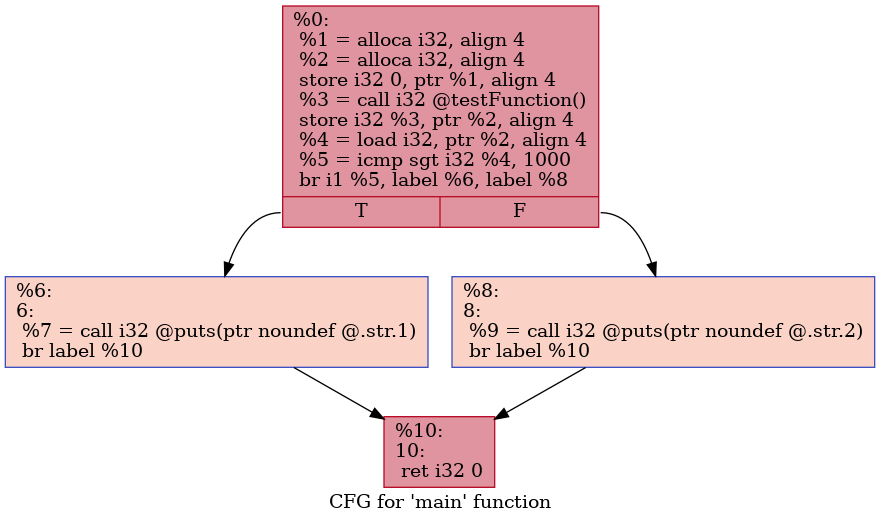 %0:
%1 = alloca i32, align 4
%2 = alloca i32, align 4
store i32 0, ptr %1, align 4
%3 = call i32 @testFunction()
store i32 %3, ptr %2, align 4
%4 = load i32, ptr %2, align 4
%5 = icmp sgt i32 %4, 1000
br i1 %5, label %6, label %8
T F
%6:
6:
%7 = call i32 @puts(ptr noundef @.str.1)
br label %10
%8:
8:
%9 = call i32 @puts(ptr noundef @.str.2)
br label %10
%10:
10:
ret i32 0
CFG for 'main' function